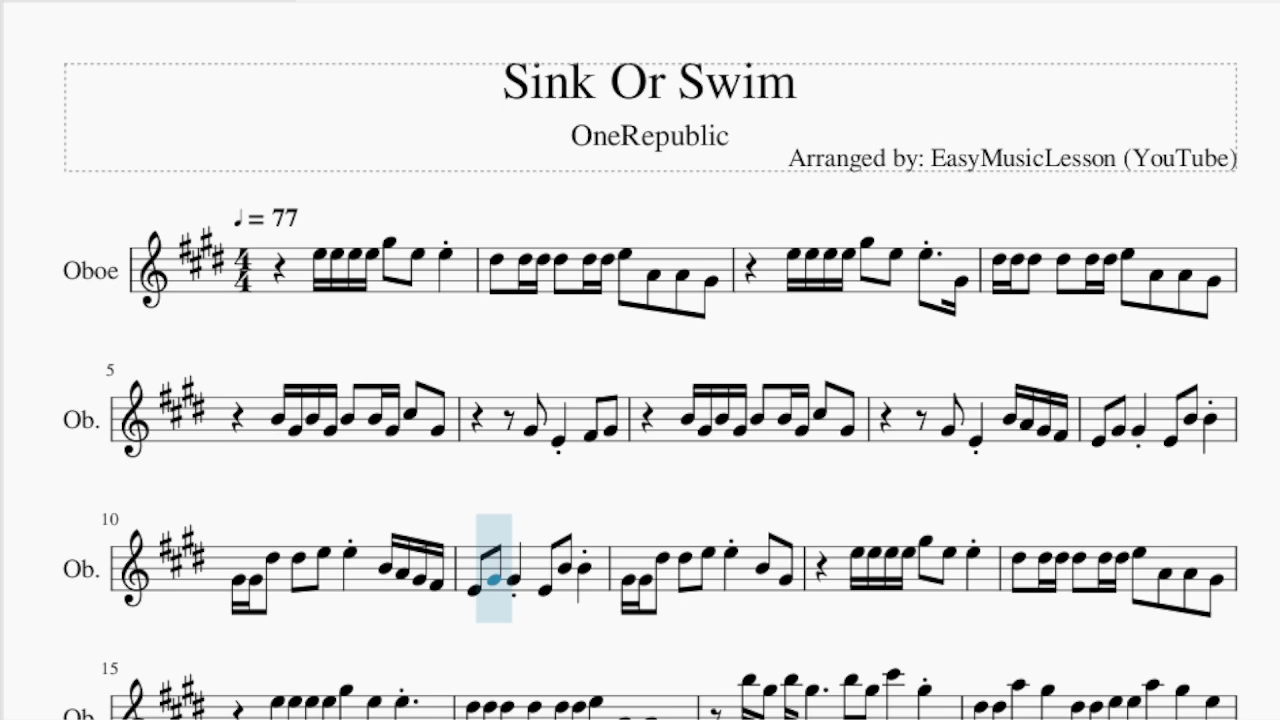 Sink Or Swim
OneRepublic
Arranged by: EasyMusicLesson (YouTube)
♩ = 77
Oboe
4
4
5
Ob.
10
Ob.
15
Ob.